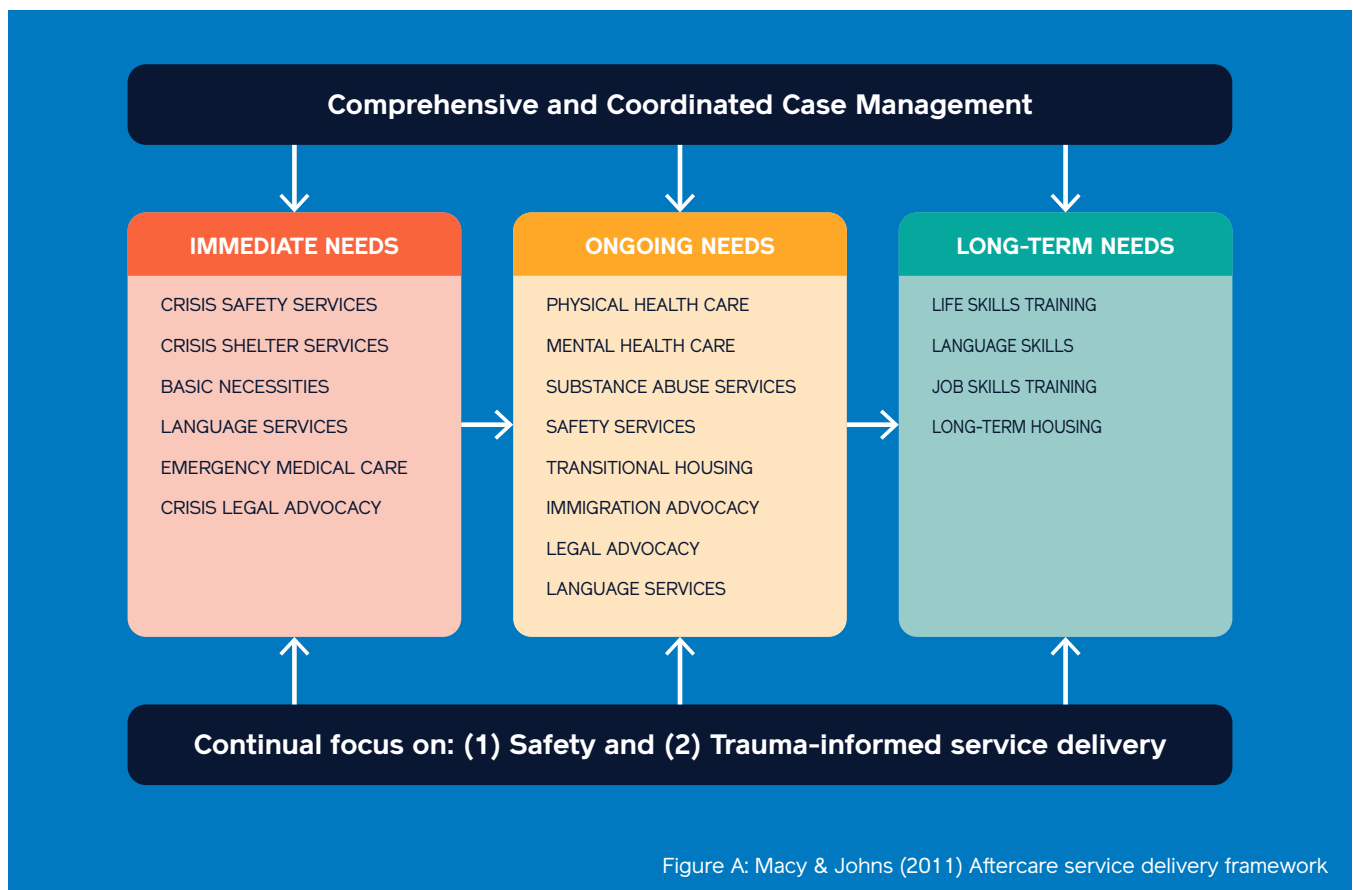 Comprehensive and Coordinated Case Management
IMMEDIATE NEEDS
CRISIS SAFETY SERVICES
CRISIS SHELTER SERVICES
BASIC NECESSITIES
LANGUAGE SERVICES
EMERGENCY MEDICAL CARE
CRISIS LEGAL ADVOCACY
ONGOING NEEDS
PHYSICAL HEALTH CARE
MENTAL HEALTH CARE
SUBSTANCE ABUSE SERVICES
SAFETY SERVICES
TRANSITIONAL HOUSING
IMMIGRATION ADVOCACY
LEGAL ADVOCACY
LANGUAGE SERVICES
LONG-TERM NEEDS
LIFE SKILLS TRAINING
LANGUAGE SKILLS
JOB SKILLS TRAINING
LONG-TERM HOUSING
Continual focus on: (1) Safety and (2) Trauma-informed service delivery
Figure A: Macy & Johns (2011) Aftercare service delivery framework